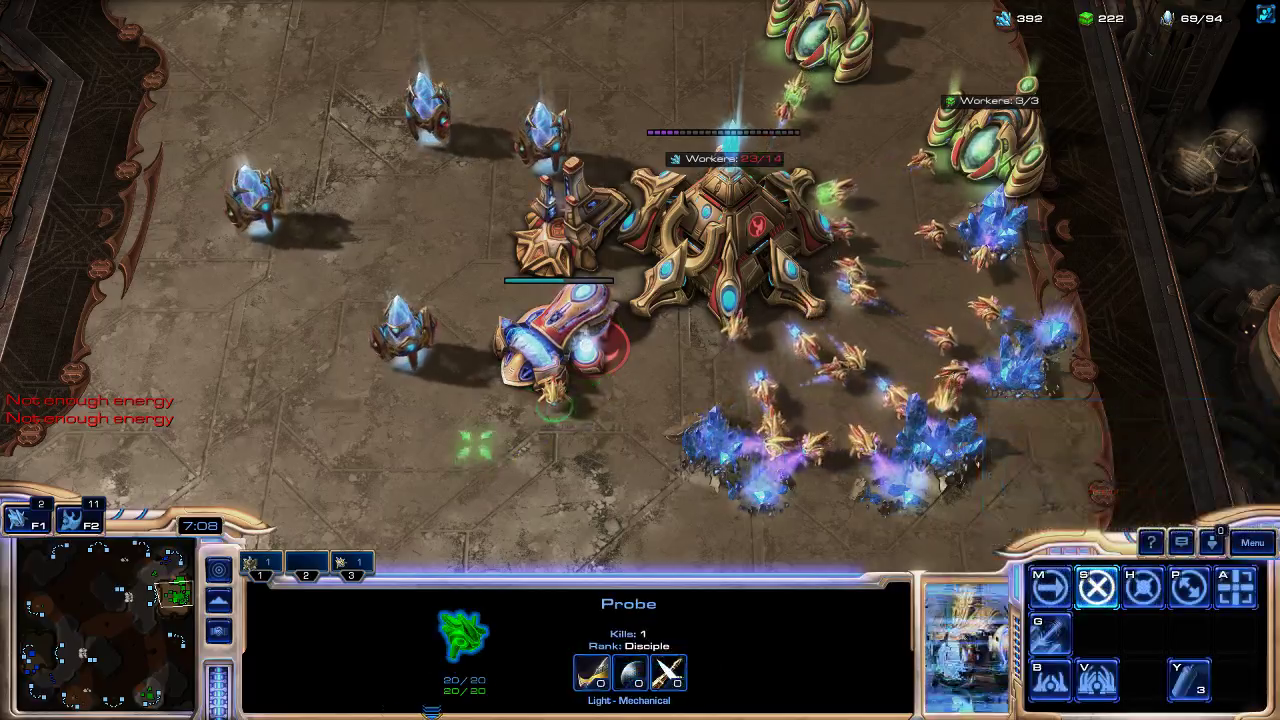 392 222 69/94
Workers: 3/3
Workers: 23/14
Not enough energy
Not enough energy
2 11
F1 F2
7:08
0
? Menu
1 1
1 2 3
Probe
Kills: 1
Rank: Disciple
0 0 0
20/20
20/20
Light - Mechanical
M S H P A
G
B V Y
3